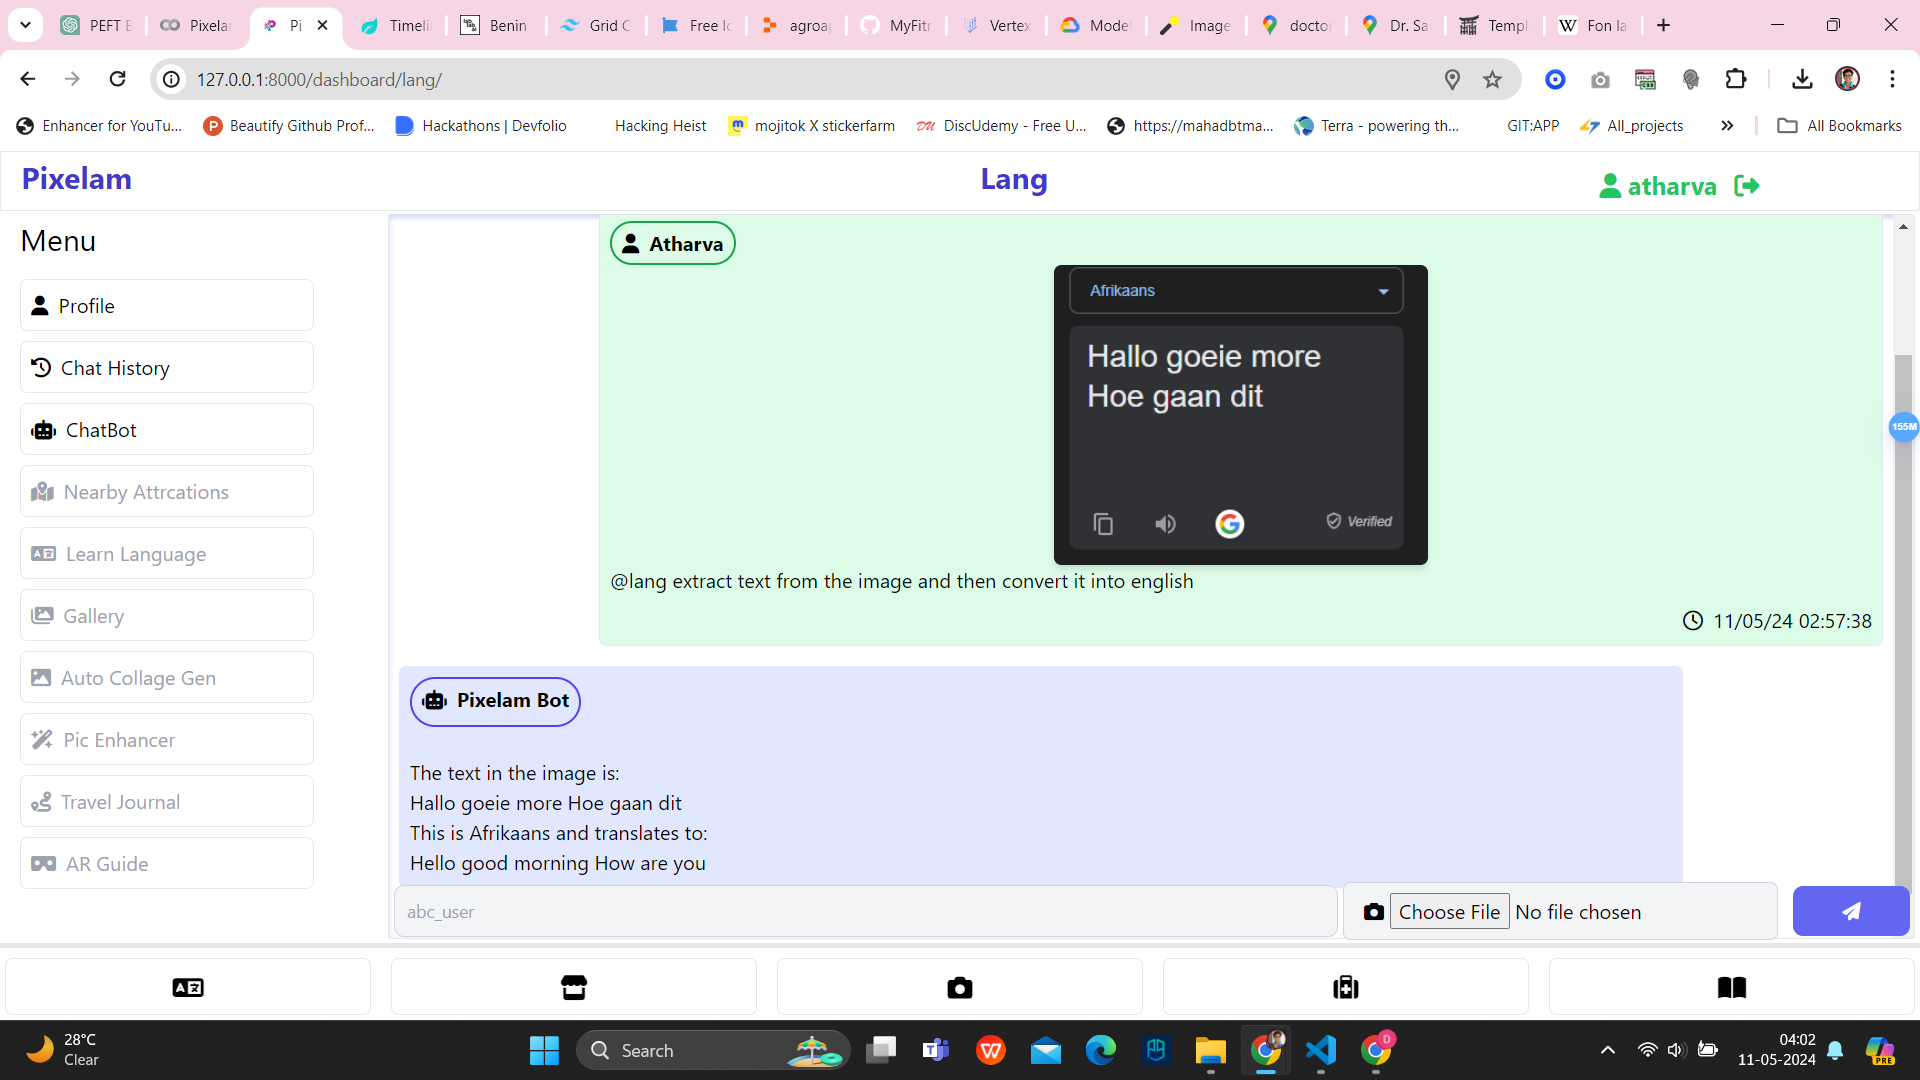 PEFT E
Pixelar
Pi
Timeli
Benin
Grid C
Free Ic
agroap
MyFitr
Vertex
Model
Image
doctor
Dr. Sa
Templ
Fon la
127.0.0.1:8000/dashboard/lang/
Enhancer for YouTu...
Beautify Github Prof...
Hackathons | Devfolio
Hacking Heist
mojitok X stickerfarm
DiscUdemy - Free U...
https://mahadbtma...
Terra - powering th...
GIT:APP
All_projects
All Bookmarks
Pixelam
Lang
atharva
Menu
Profile
Chat History
ChatBot
Nearby Attrcations
Learn Language
Gallery
Auto Collage Gen
Pic Enhancer
Travel Journal
AR Guide
Atharva
Afrikaans
Hallo goeie more
Hoe gaan dit
Verified
@lang extract text from the image and then convert it into english
11/05/24 02:57:38
155M
Pixelam Bot
The text in the image is:
Hallo goeie more Hoe gaan dit
This is Afrikaans and translates to:
Hello good morning How are you
abc_user
Choose File No file chosen
28°C
Clear
Search
04:02
11-05-2024
PRE